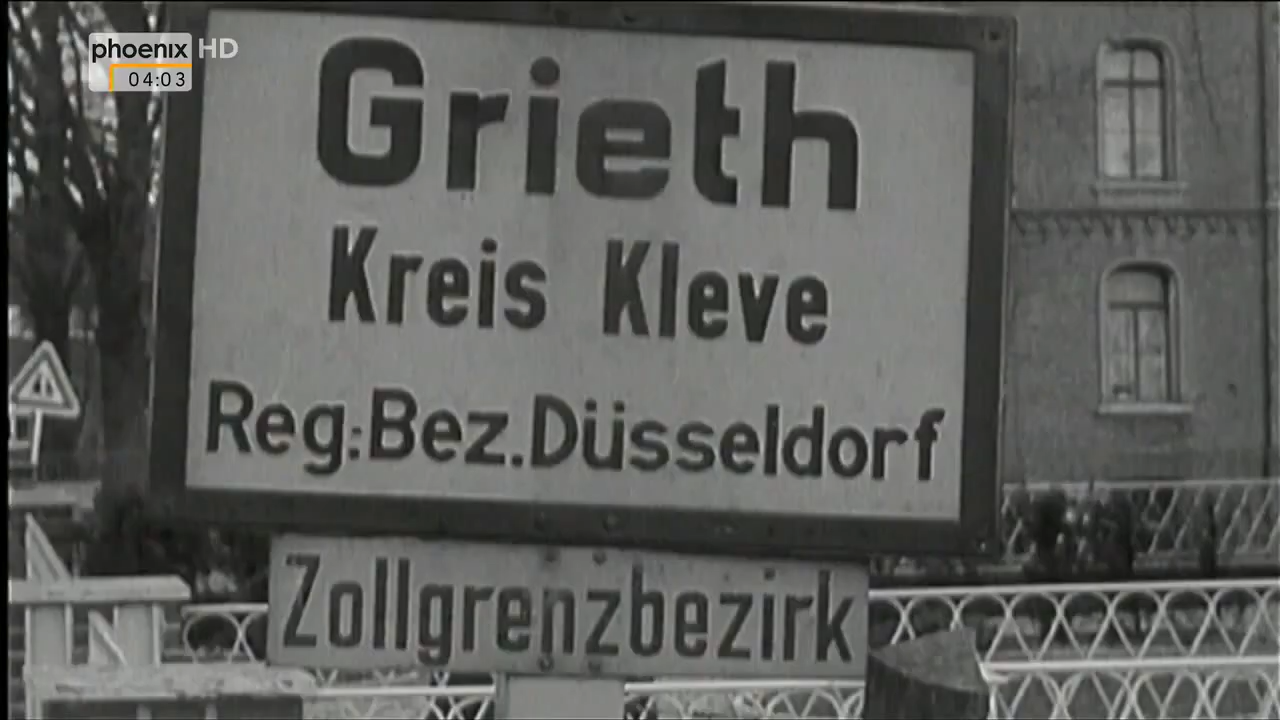 phoenix HD
04:03
Grieth
Kreis Kleve
Reg:Bez.Düsseldorf
Zollgrenzbezirk